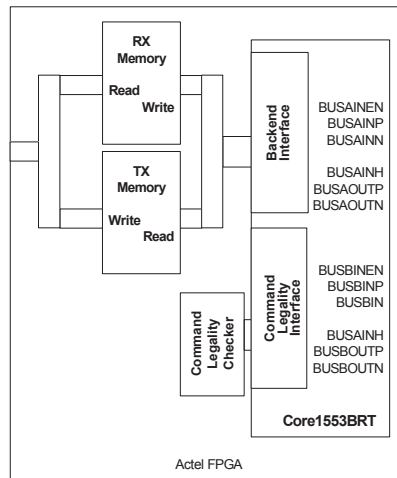 RX
Memory
Read
Write
TX
Memory
Write
Read
Backend
Interface
BUSAINEN
BUSAINP
BUSAINN
BUSAINH
BUSAOUTP
BUSAOUTN
Command
Legality
Checker
Command
Legality
Interface
BUSBINEN
BUSBINP
BUSBIN
BUSAINH
BUSBOUTP
BUSBOUTN
Core1553BRT
Actel FPGA